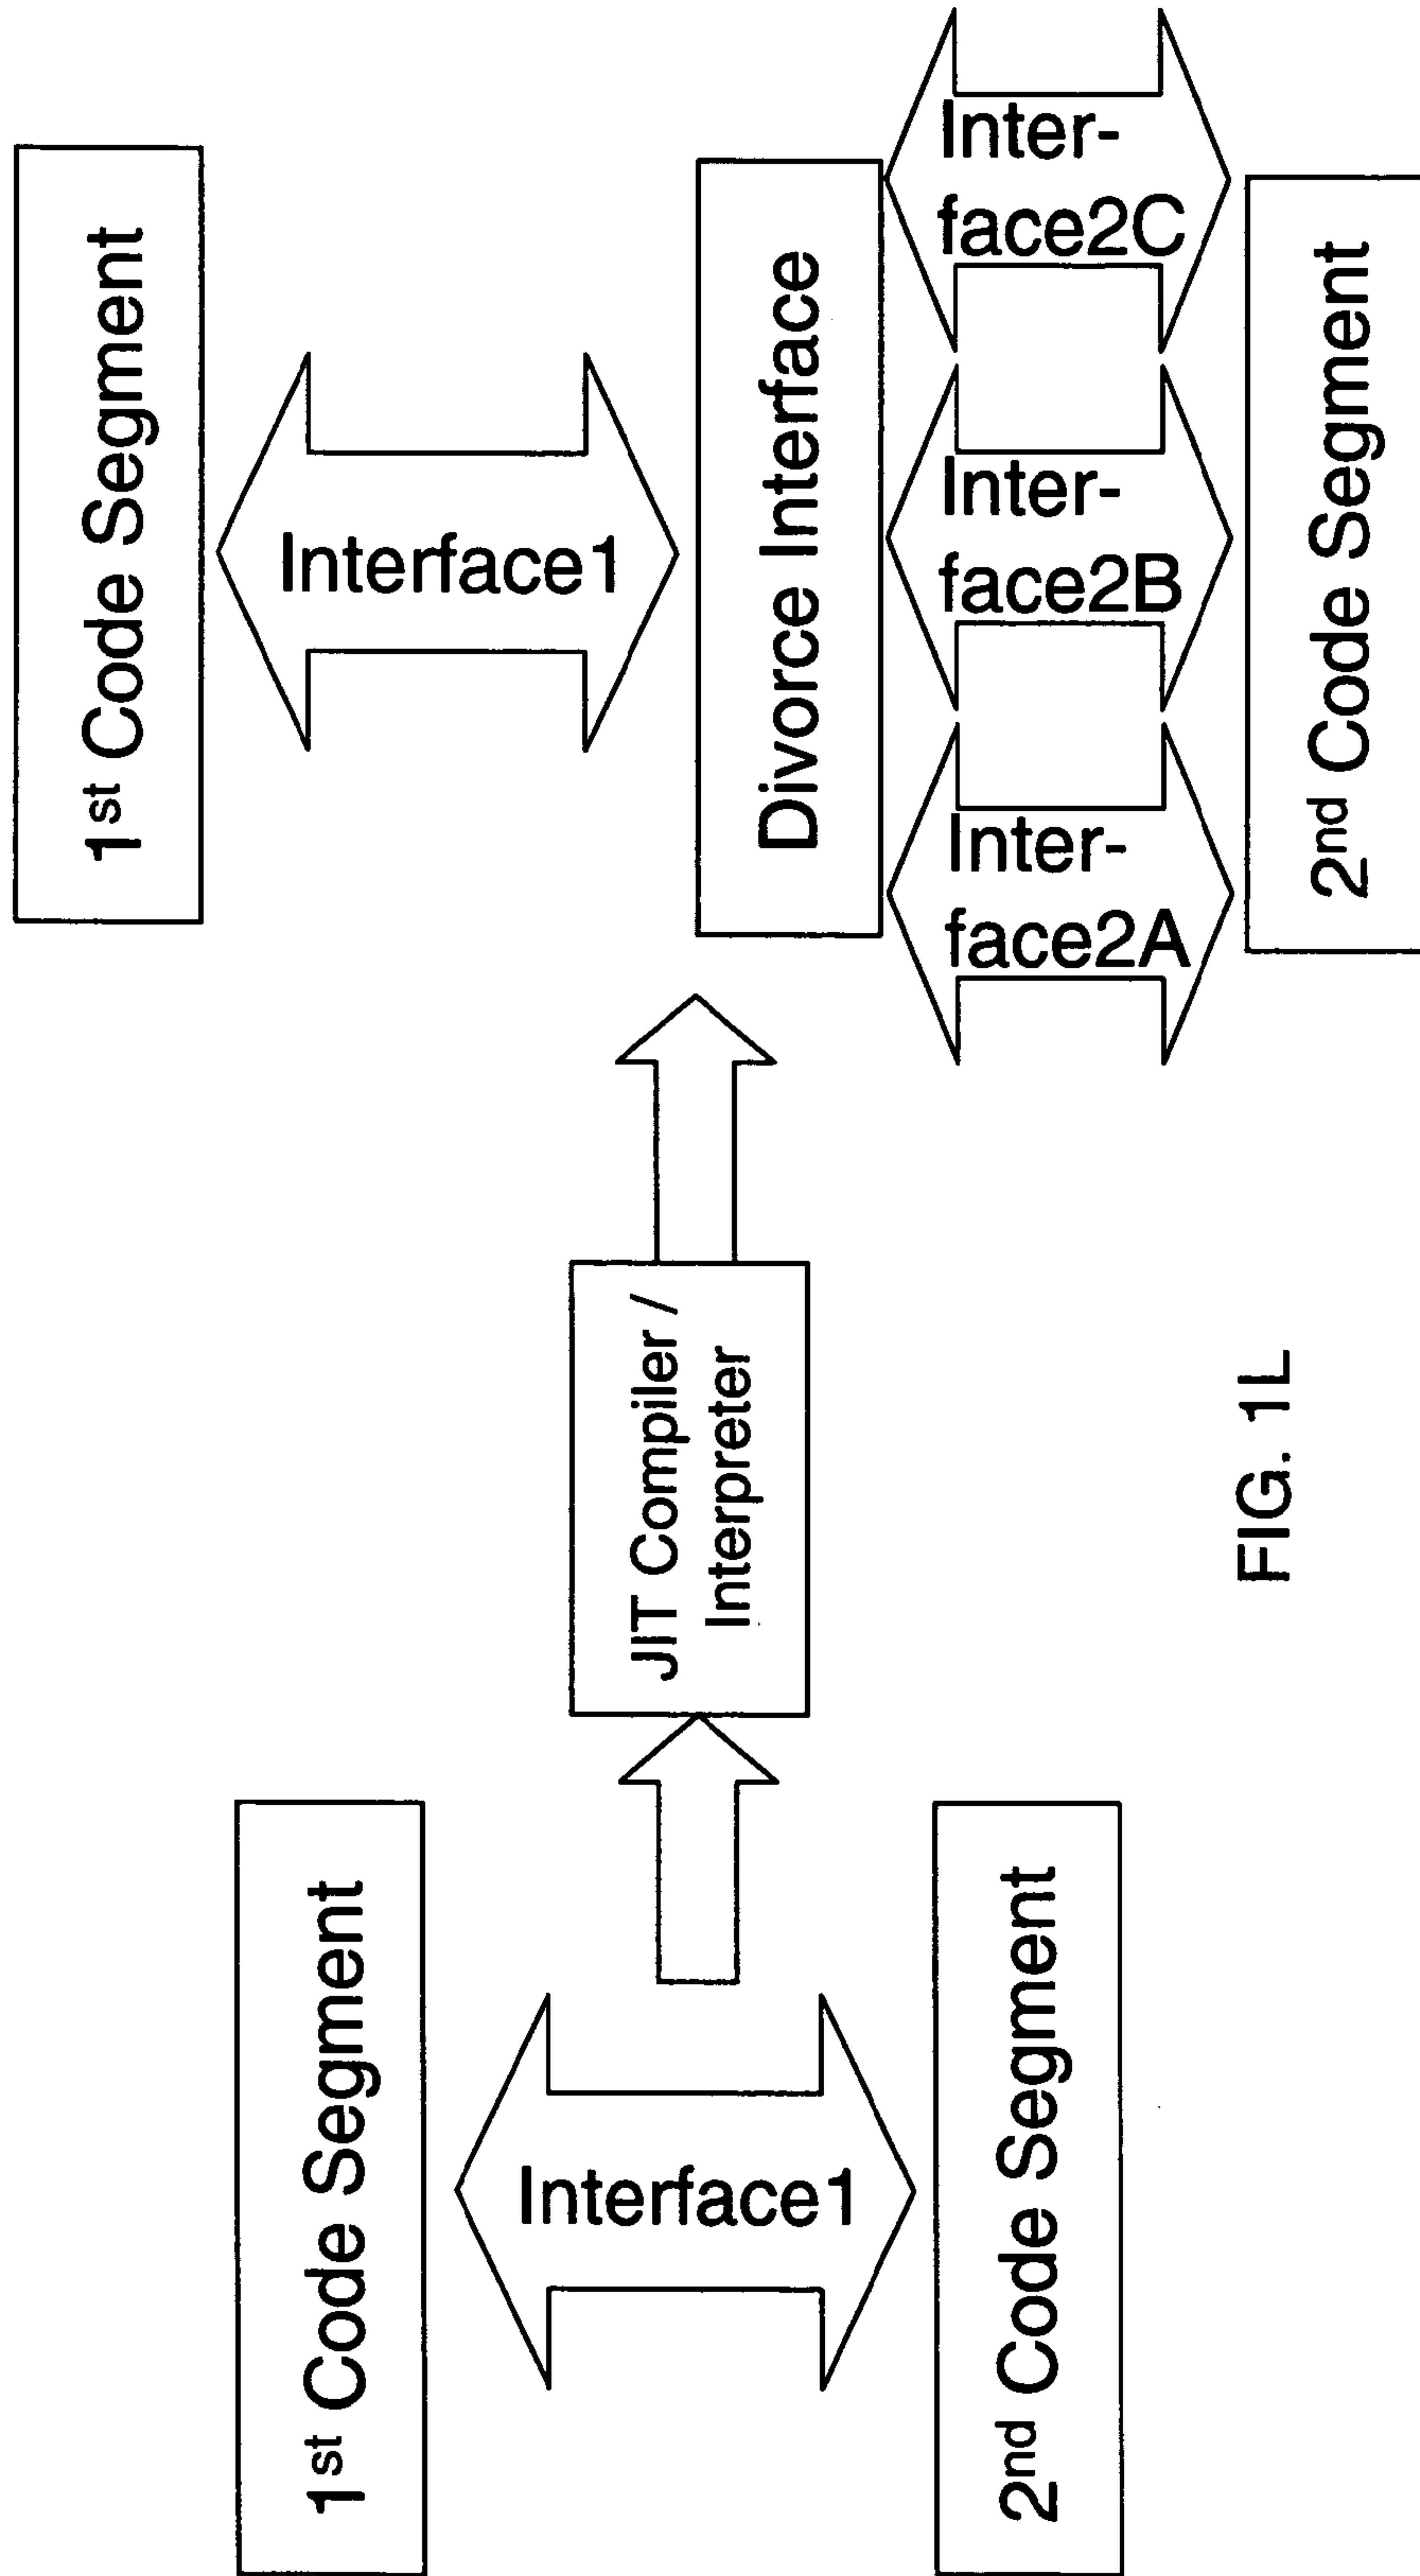 1st Code Segment
Interface1
2nd Code Segment
JIT Compiler /
Interpreter
1st Code Segment
Interface1
Divorce Interface
Inter-
face2A
Inter-
face2B
Inter-
face2C
2nd Code Segment
FIG. 1L